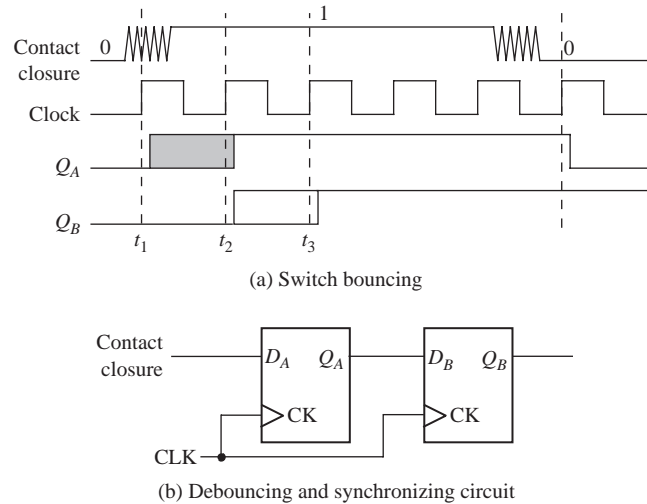 1
0
0
Contact
closure
Clock
Q_A
Q_B
t_1
t_2
t_3
(a) Switch bouncing
Contact
closure
D_A Q_A D_B Q_B
CK CK
CLK
(b) Debouncing and synchronizing circuit